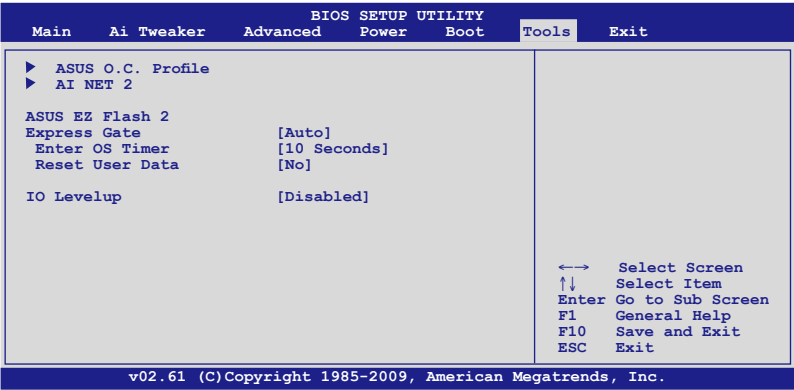 BIOS SETUP UTILITY
Main Ai Tweaker Advanced Power Boot Tools Exit
ASUS O.C. Profile
AI NET 2
ASUS EZ Flash 2
Express Gate [Auto]
Enter OS Timer [10 Seconds]
Reset User Data [No]
IO Levelup [Disabled]
←→ Select Screen
↑↓ Select Item
Enter Go to Sub Screen
F1 General Help
F10 Save and Exit
ESC Exit
v02.61 (C)Copyright 1985-2009, American Megatrends, Inc.